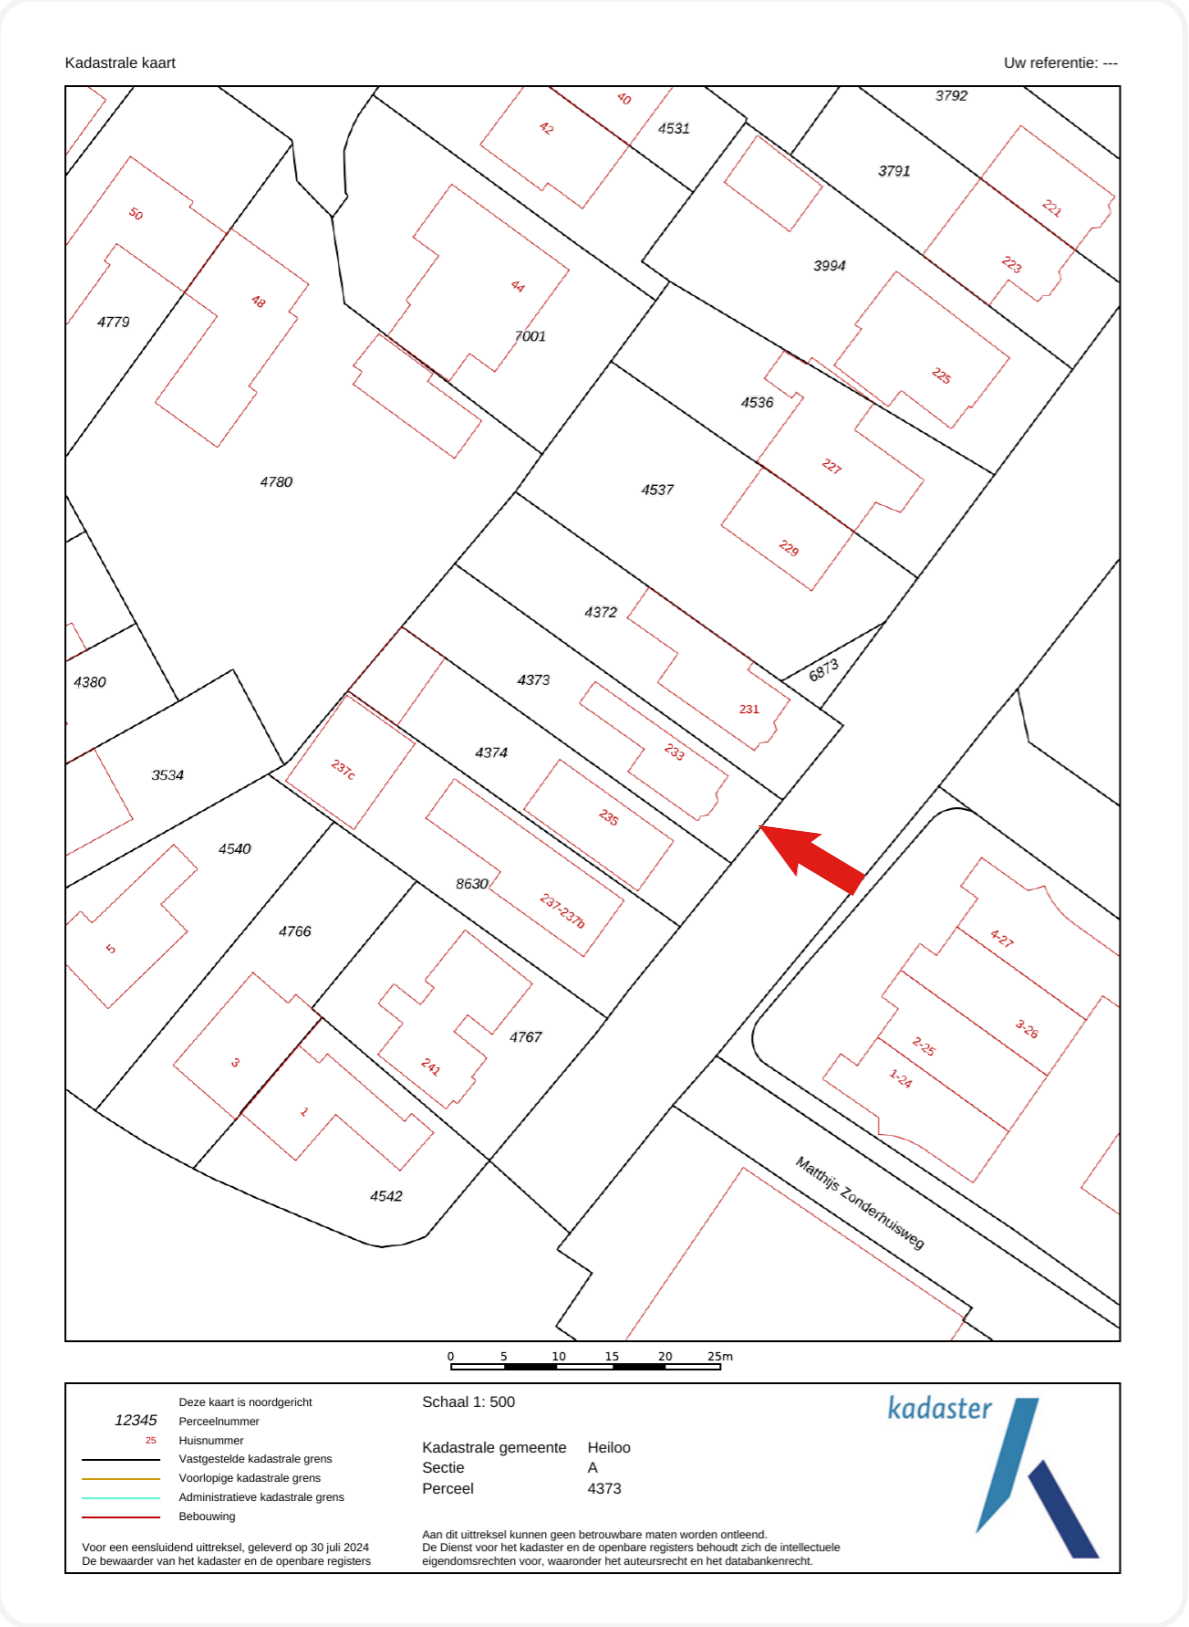 Kadastrale kaart
Uw referentie: ---
3792
40
42
4531
3791
221
50
223
3994
48
44
4779
7001
225
4536
227
4780
4537
229
4372
6873
4380
4373
231
233
4374
237c
3534
235
4540
8630
237-237b
4766
5
4-27
3-26
4767
2-25
3
241
1-24
1
Matthijs Zonderhuisweg
4542
0 5 10 15 20 25m
Deze kaart is noordgericht
12345 Perceelnummer
25 Huisnummer
Vastgestelde kadastrale grens
Voorlopige kadastrale grens
Administratieve kadastrale grens
Bebouwing
Voor een eensluidend uittreksel, geleverd op 30 juli 2024
De bewaarder van het kadaster en de openbare registers
Schaal 1: 500
Kadastrale gemeente Heiloo
Sectie A
Perceel 4373
Aan dit uittreksel kunnen geen betrouwbare maten worden ontleend.
De Dienst voor het kadaster en de openbare registers behoudt zich de intellectuele
eigendomsrechten voor, waaronder het auteursrecht en het databankenrecht.
kadaster